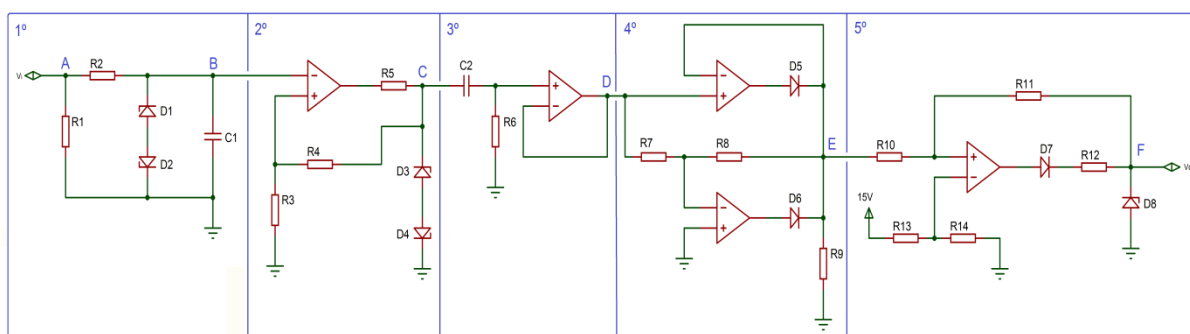 1º
2º
3º
4º
5º
A
R2
B
Vi
R1
D1
D2
C1
R5
C
R4
R3
D3
D4
C2
R6
D
D5
R7
R8
E
D6
R9
R11
R10
D7
R12
F
D8
15V
R13
R14